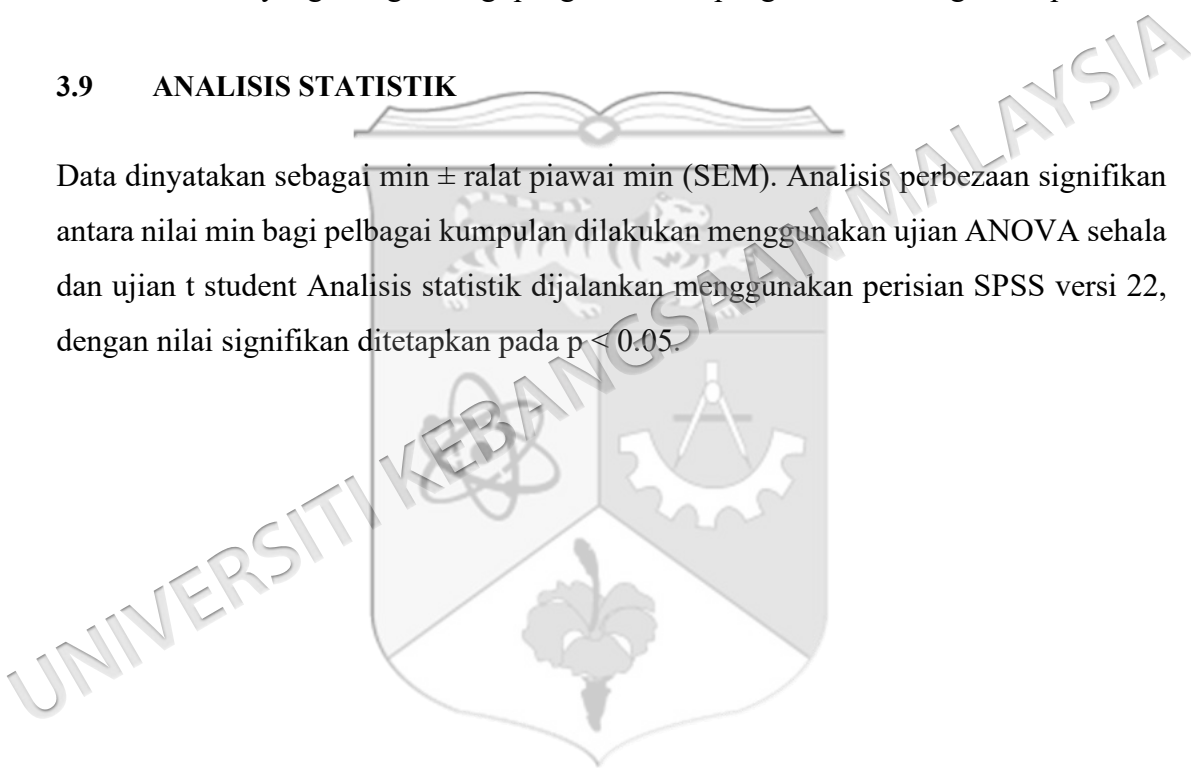 3.9 ANALISIS STATISTIK
Data dinyatakan sebagai min ± ralat piawai min (SEM). Analisis perbezaan signifikan
antara nilai min bagi pelbagai kumpulan dilakukan menggunakan ujian ANOVA sehala
dan ujian t student Analisis statistik dijalankan menggunakan perisian SPSS versi 22,
dengan nilai signifikan ditetapkan pada p < 0.05.
UNIVERSITI KEBANGSAAN MALAYSIA